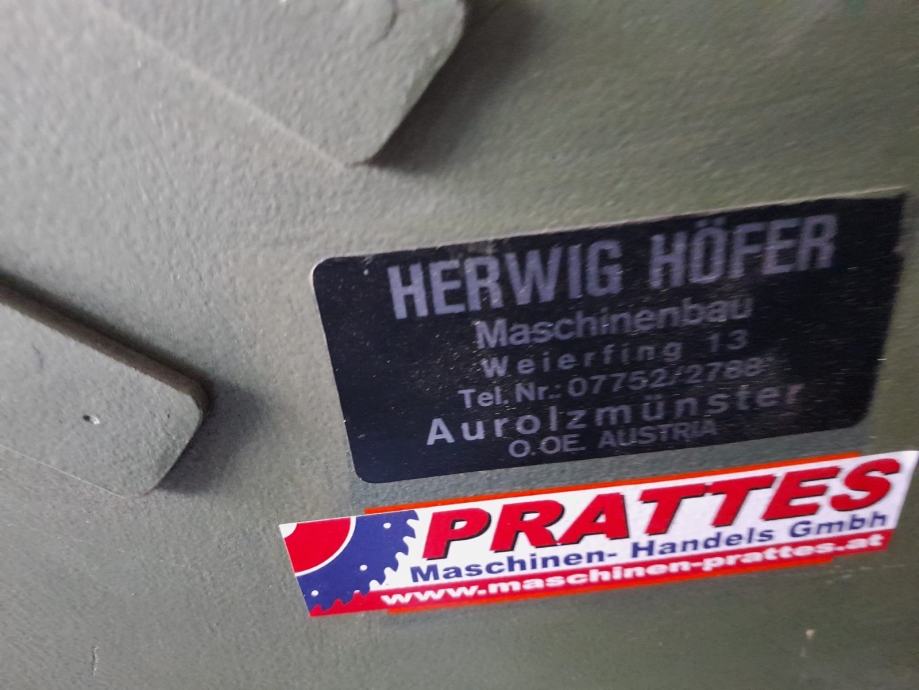 HERWIG HÖFER
Maschinenbau
Weierfing 13
Tel. Nr.: 07752/2788
Aurolzmünster
O.OE. AUSTRIA
PRATTES
Maschinen- Handels Gmbh
www.maschinen-prattes.at